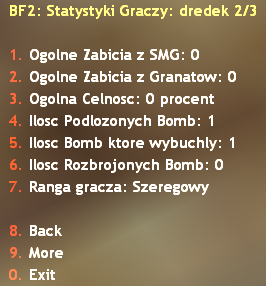 BF2: Statystyki Graczy: dredek 2/3
1. Ogolne Zabicia z SMG: 0
2. Ogolne Zabicia z Granatow: 0
3. Ogolna Celnosc: 0 procent
4. Ilosc Podlozonych Bomb: 1
5. Ilosc Bomb ktore wybuchly: 1
6. Ilosc Rozbrojonych Bomb: 0
7. Ranga gracza: Szeregowy
8. Back
9. More
0. Exit